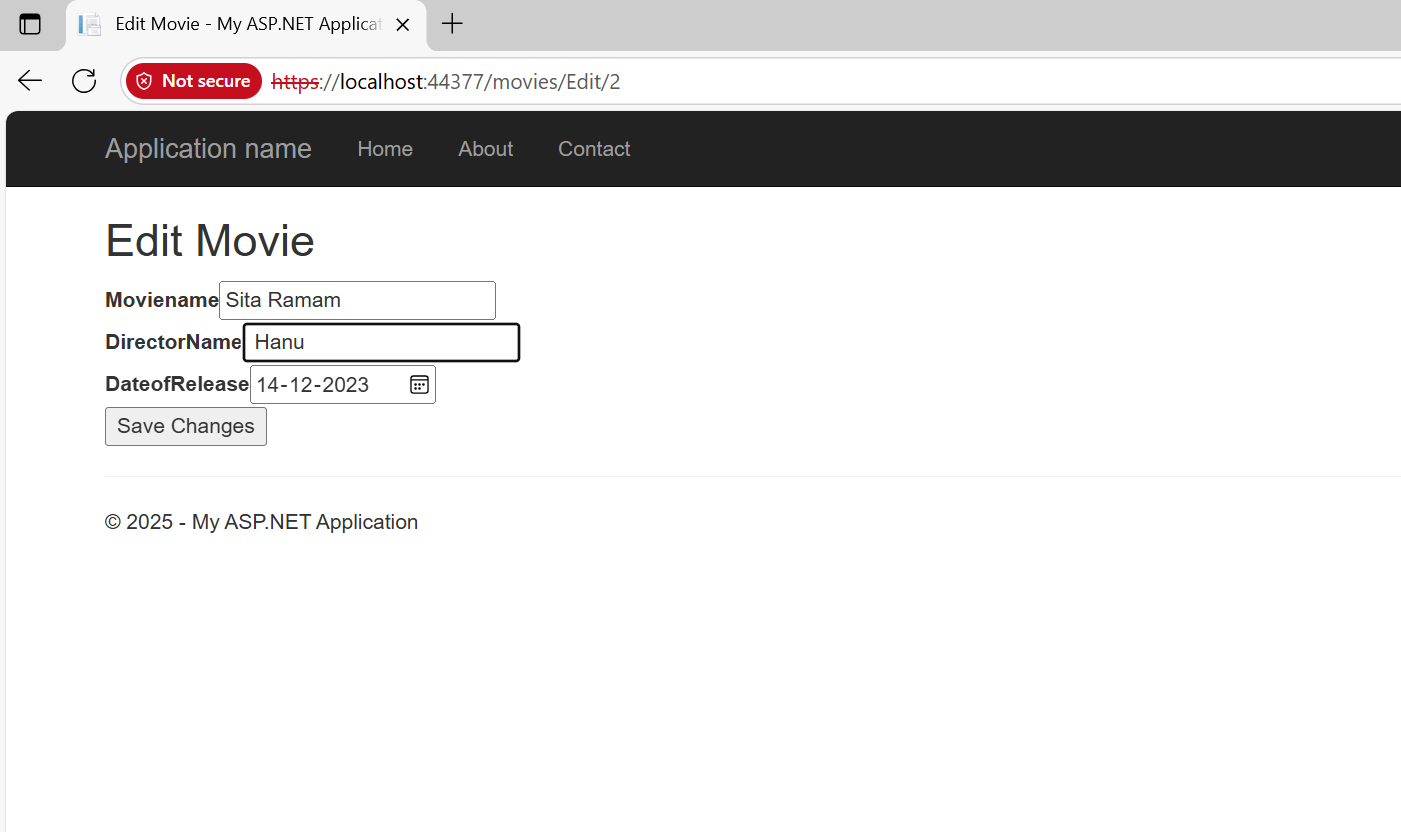 Edit Movie - My ASP.NET Applicat
Not secure https://localhost:44377/movies/Edit/2
Application name Home About Contact
Edit Movie
Moviename Sita Ramam
DirectorName Hanu
DateofRelease 14-12-2023
Save Changes
© 2025 - My ASP.NET Application